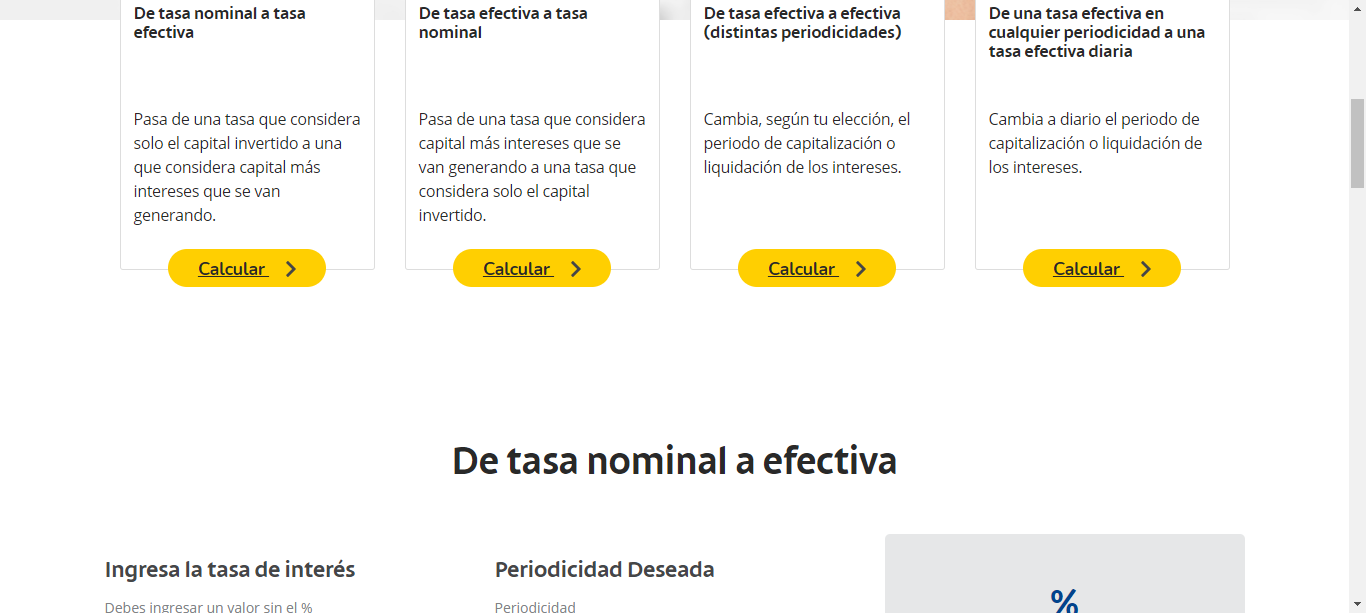 De tasa nominal a tasa
efectiva
Pasa de una tasa que considera
solo el capital invertido a una
que considera capital más
intereses que se van
generando.
Calcular
De tasa efectiva a tasa
nominal
Pasa de una tasa que considera
capital más intereses que se
van generando a una tasa que
considera solo el capital
invertido.
Calcular
De tasa efectiva a efectiva
(distintas periodicidades)
Cambia, según tu elección, el
periodo de capitalización o
liquidación de los intereses.
Calcular
De una tasa efectiva en
cualquier periodicidad a una
tasa efectiva diaria
Cambia a diario el periodo de
capitalización o liquidación de
los intereses.
Calcular
De tasa nominal a efectiva
Ingresa la tasa de interés
Debes ingresar un valor sin el %
Periodicidad Deseada
Periodicidad
%